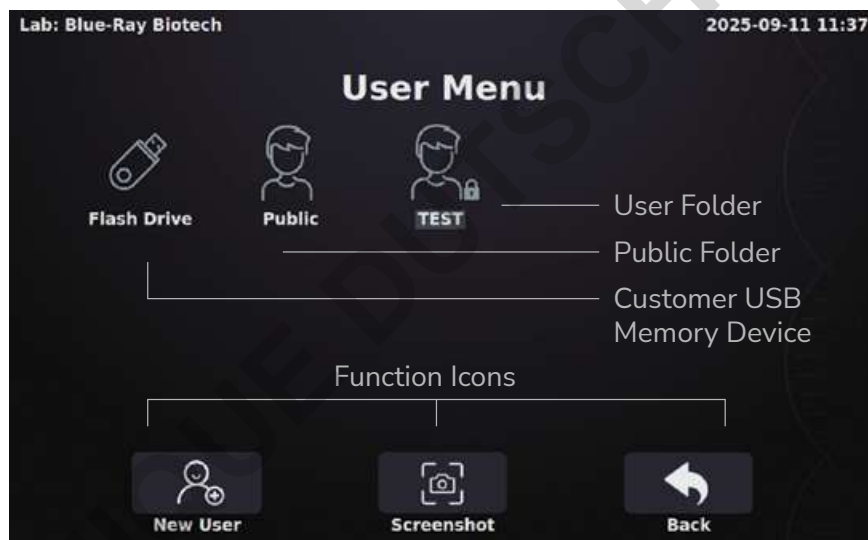 Lab: Blue-Ray Biotech
2025-09-11 11:37
User Menu
Flash Drive
Public
TEST
User Folder
Public Folder
Customer USB
Memory Device
Function Icons
New User
Screenshot
Back